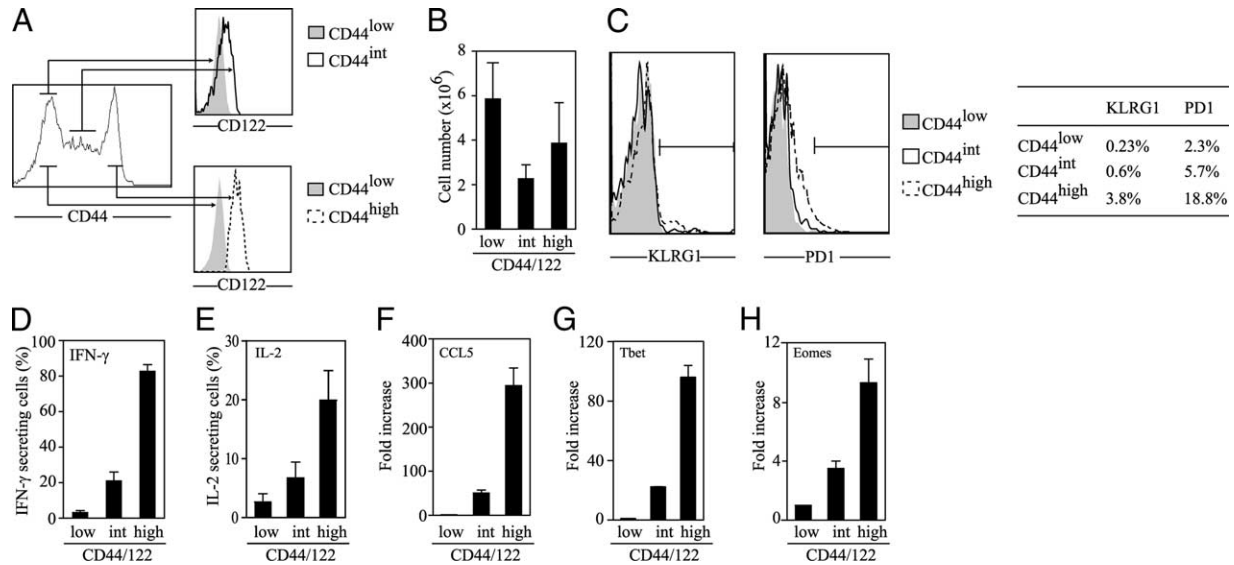 A
CD44
CD122
CD44low
CD44int
CD122
CD44low
CD44high
B
Cell number (x10⁶)
8
6
4
2
0
low int high
CD44/122
C
KLRG1
PD1
CD44low
CD44int
CD44high
KLRG1 PD1
CD44low 0.23% 2.3%
CD44int 0.6% 5.7%
CD44high 3.8% 18.8%
D
IFN-γ secreting cells (%)
100
80
60
40
20
0
IFN-γ
low int high
CD44/122
E
IL-2 secreting cells (%)
30
20
10
0
IL-2
low int high
CD44/122
F
Fold increase
400
300
200
100
0
CCL5
low int high
CD44/122
G
Fold increase
120
80
40
0
Tbet
low int high
CD44/122
H
Fold increase
12
8
4
0
Eomes
low int high
CD44/122